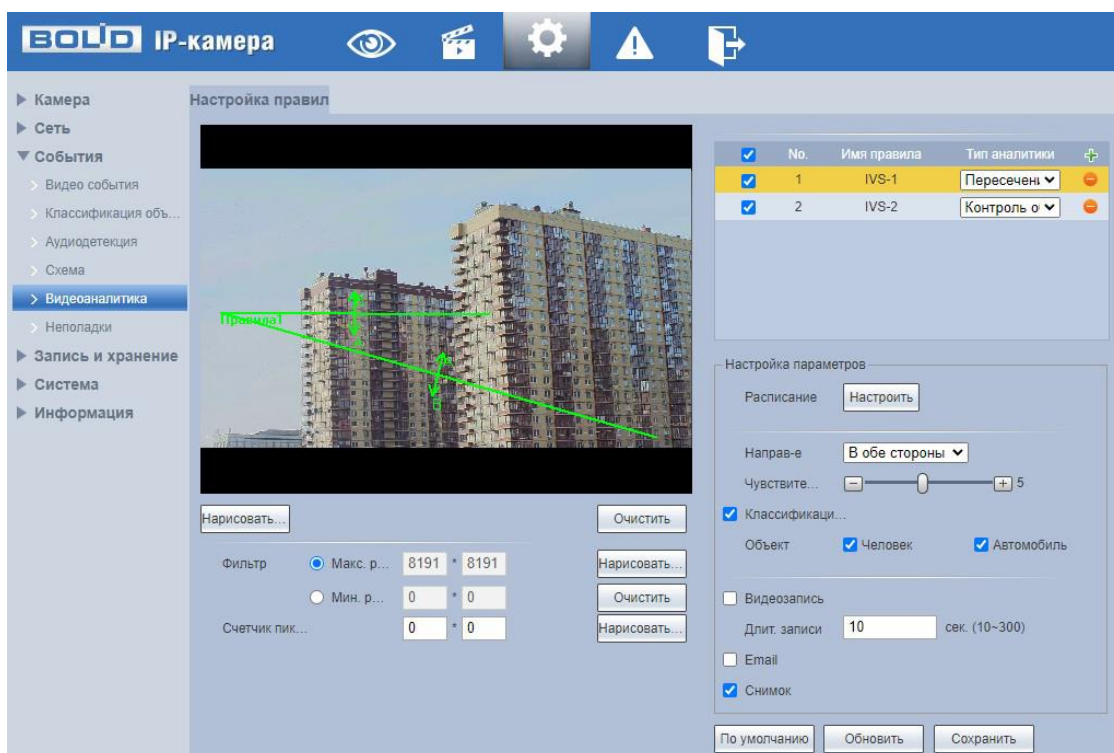 BOLID IP-камера
Камера
Сеть
События
Видео события
Классификация объ...
Аудиодетекция
Схема
Видеоаналитика
Неполадки
Запись и хранение
Система
Информация
Настройка правил
Правила1
A
B
Нарисовать...
Очистить
Фильтр Макс. р... 8191 * 8191 Нарисовать...
Мин. р... 0 * 0 Очистить
Счетчик пик... 0 * 0 Нарисовать...
No. Имя правила Тип аналитики
1 IVS-1 Пересечени
2 IVS-2 Контроль о
Настройка параметров
Расписание Настроить
Направ-е В обе стороны
Чувствите... 5
Классификаци...
Объект Человек Автомобиль
Видеозапись
Длит. записи 10 сек. (10~300)
Email
Снимок
По умолчанию Обновить Сохранить